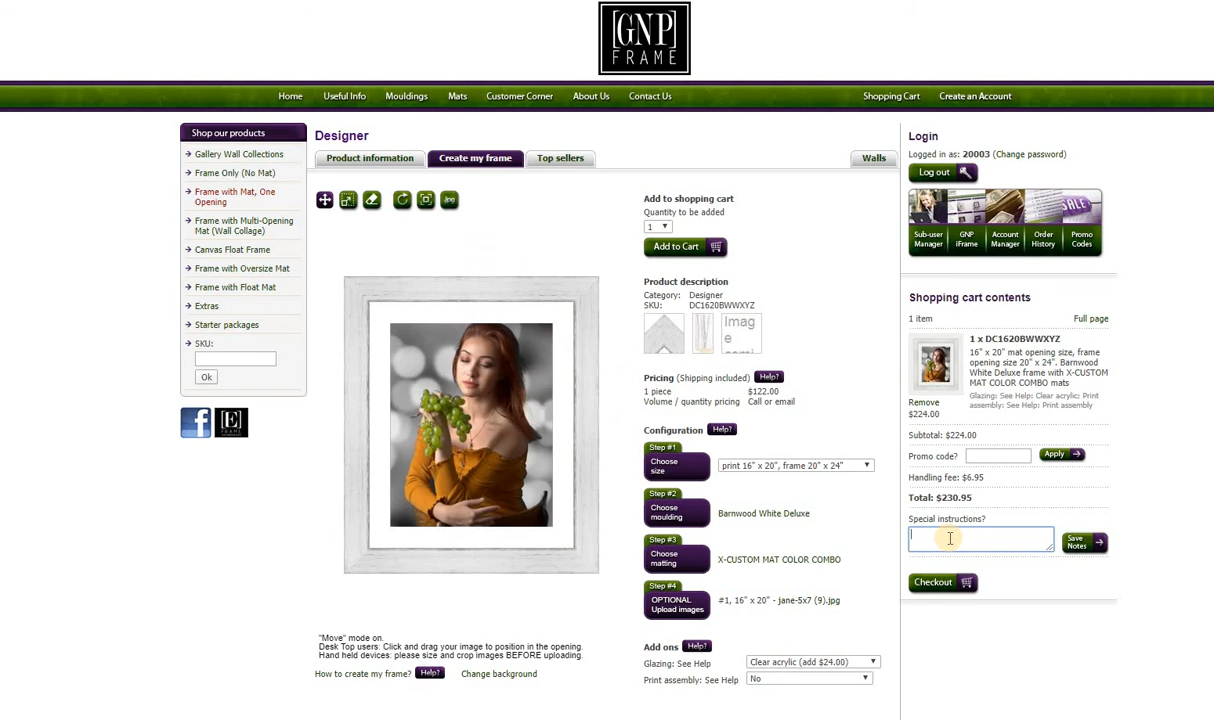 [GNP]
FRAME
Home
Useful Info
Mouldings
Mats
Customer Corner
About Us
Contact Us
Shopping Cart
Create an Account
Shop our products
Gallery Wall Collections
Frame Only (No Mat)
Frame with Mat, One
Opening
Frame with Multi-Opening
Mat (Wall Collage)
Canvas Float Frame
Frame with Oversize Mat
Frame with Float Mat
Extras
Starter packages
SKU:
Ok
f
E
Designer
Product information
Create my frame
Top sellers
Walls
.jpg
"Move" mode on.
Desk Top users: Click and drag your image to position in the opening.
Hand held devices: please size and crop images BEFORE uploading.
How to create my frame?
Help?
Change background
Add to shopping cart
Quantity to be added
1
Add to Cart
Product description
Category: Designer
SKU: DC1620BWWXYZ
Imag
e
Pricing (Shipping included) Help?
1 piece $122.00
Volume / quantity pricing Call or email
Configuration Help?
Step #1
Choose
size
print 16" x 20", frame 20" x 24"
Step #2
Choose
moulding
Barnwood White Deluxe
Step #3
Choose
matting
X-CUSTOM MAT COLOR COMBO
Step #4
OPTIONAL
Upload images
#1, 16" x 20" - jane-5x7 (9).jpg
Add ons Help?
Glazing: See Help Clear acrylic (add $24.00)
Print assembly: See Help No
Login
Logged in as: 20003 (Change password)
Log out
SALE
Sub-user
Manager
GNP
iFrame
Account
Manager
Order
History
Promo
Codes
Shopping cart contents
1 item Full page
1 x DC1620BWWXYZ
16" x 20" mat opening size, frame
opening size 20" x 24". Barnwood
White Deluxe frame with X-CUSTOM
MAT COLOR COMBO mats
Glazing: See Help: Clear acrylic; Print
assembly: See Help: Print assembly
Remove
$224.00
Subtotal: $224.00
Promo code? Apply
Handling fee: $6.95
Total: $230.95
Special instructions?
Save
Notes
Checkout